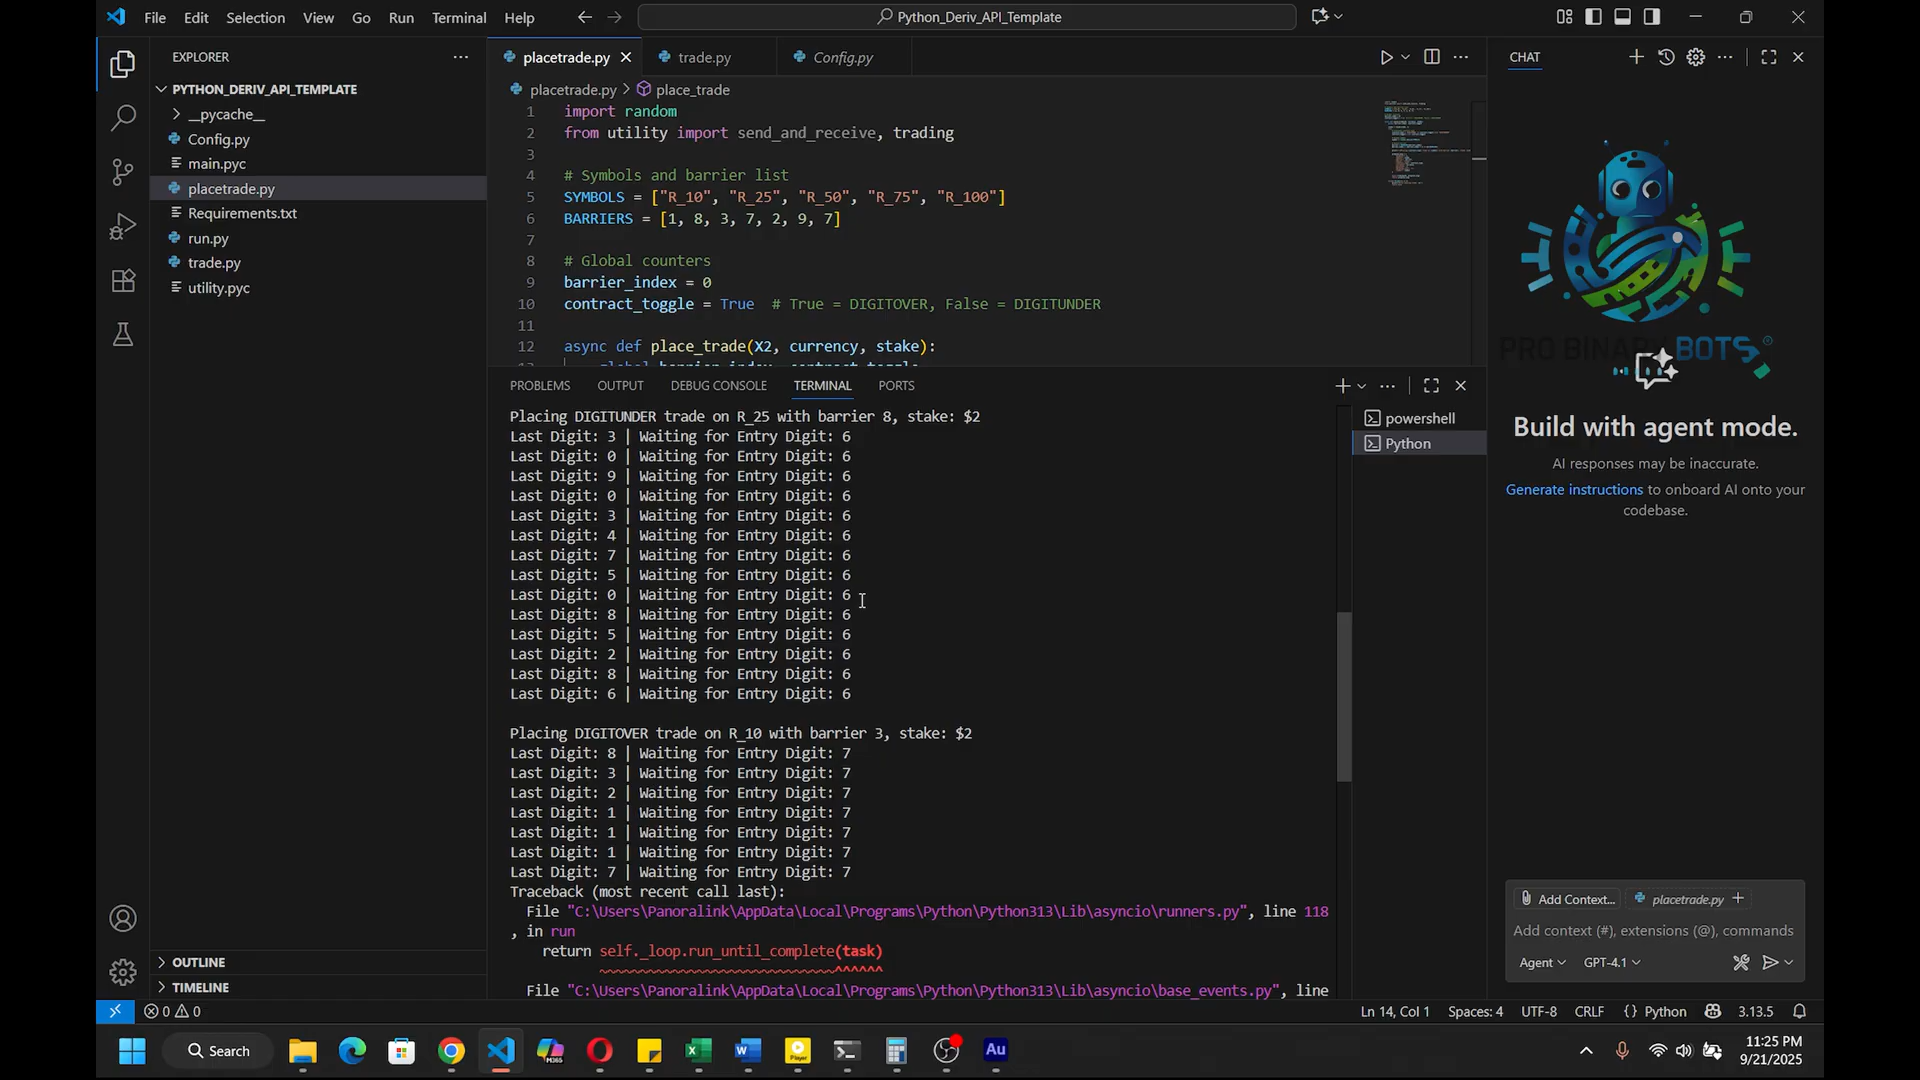 File Edit Selection View Go Run Terminal Help
Python_Deriv_API_Template
EXPLORER
PYTHON_DERIV_API_TEMPLATE
__pycache__
Config.py
main.pyc
placetrade.py
Requirements.txt
run.py
trade.py
utility.pyc
OUTLINE
TIMELINE
placetrade.py trade.py Config.py
placetrade.py place_trade
1 import random
2 from utility import send_and_receive, trading
3
4 # Symbols and barrier list
5 SYMBOLS = ["R_10", "R_25", "R_50", "R_75", "R_100"]
6 BARRIERS = [1, 8, 3, 7, 2, 9, 7]
7
8 # Global counters
9 barrier_index = 0
10 contract_toggle = True # True = DIGITOVER, False = DIGITUNDER
11
12 async def place_trade(X2, currency, stake):
PROBLEMS OUTPUT DEBUG CONSOLE TERMINAL PORTS
Placing DIGITUNDER trade on R_25 with barrier 8, stake: $2
Last Digit: 3 | Waiting for Entry Digit: 6
Last Digit: 0 | Waiting for Entry Digit: 6
Last Digit: 9 | Waiting for Entry Digit: 6
Last Digit: 0 | Waiting for Entry Digit: 6
Last Digit: 3 | Waiting for Entry Digit: 6
Last Digit: 4 | Waiting for Entry Digit: 6
Last Digit: 7 | Waiting for Entry Digit: 6
Last Digit: 5 | Waiting for Entry Digit: 6
Last Digit: 0 | Waiting for Entry Digit: 6
Last Digit: 8 | Waiting for Entry Digit: 6
Last Digit: 5 | Waiting for Entry Digit: 6
Last Digit: 2 | Waiting for Entry Digit: 6
Last Digit: 8 | Waiting for Entry Digit: 6
Last Digit: 6 | Waiting for Entry Digit: 6
Placing DIGITOVER trade on R_10 with barrier 3, stake: $2
Last Digit: 8 | Waiting for Entry Digit: 7
Last Digit: 3 | Waiting for Entry Digit: 7
Last Digit: 2 | Waiting for Entry Digit: 7
Last Digit: 1 | Waiting for Entry Digit: 7
Last Digit: 1 | Waiting for Entry Digit: 7
Last Digit: 1 | Waiting for Entry Digit: 7
Last Digit: 7 | Waiting for Entry Digit: 7
Traceback (most recent call last):
File "C:\Users\Panoralink\AppData\Local\Programs\Python\Python313\Lib\asyncio\runners.py", line 118
, in run
return self._loop.run_until_complete(task)
~~~~~~~~~~~~~~~~~~~~~~~~~~~~~^^^^^^
File "C:\Users\Panoralink\AppData\Local\Programs\Python\Python313\Lib\asyncio\base_events.py", line
powershell
Python
CHAT
PRO BINARY BOTS
Build with agent mode.
AI responses may be inaccurate.
Generate instructions to onboard AI onto your
codebase.
Add Context... placetrade.py +
Add context (#), extensions (@), commands
Agent GPT-4.1
0 0
Ln 14, Col 1 Spaces: 4 UTF-8 CRLF {} Python 3.13.5
Search
M365
Player
Au
11:25 PM
9/21/2025